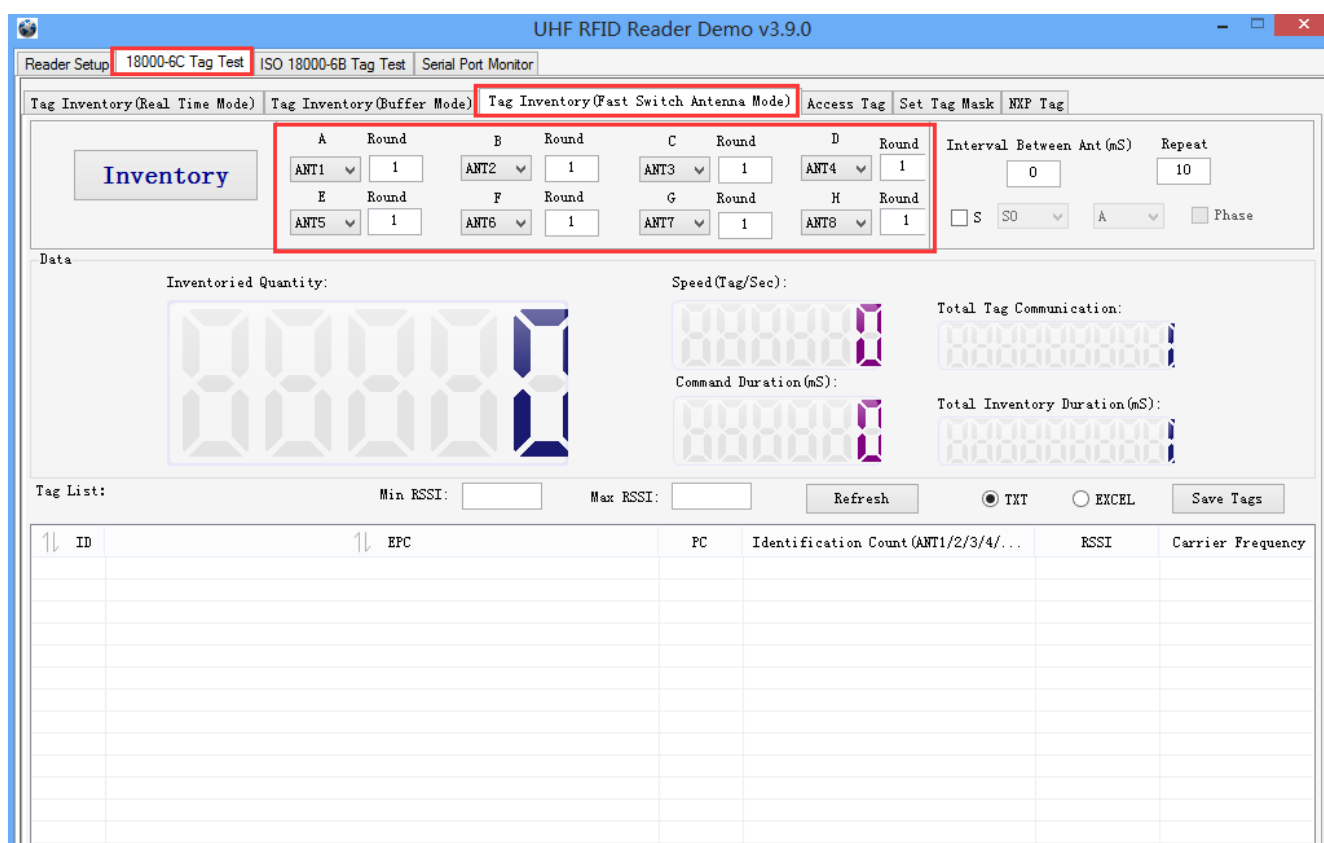 UHF RFID Reader Demo v3.9.0
Reader Setup 18000-6C Tag Test ISO 18000-6B Tag Test Serial Port Monitor
Tag Inventory(Real Time Mode) Tag Inventory(Buffer Mode) Tag Inventory(Fast Switch Antenna Mode) Access Tag Set Tag Mask NXP Tag
A Round B Round C Round D Round Interval Between Ant(mS) Repeat
Inventory ANT1 1 ANT2 1 ANT3 1 ANT4 1 0 10
E Round F Round G Round H Round
ANT5 1 ANT6 1 ANT7 1 ANT8 1 S S0 A Phase
Data
Inventoried Quantity: Speed(Tag/Sec):
Total Tag Communication:
0 0
Command Duration(mS):
Total Inventory Duration(mS):
0
Tag List: Min RSSI: Max RSSI: Refresh TXT EXCEL Save Tags
ID EPC PC Identification Count(ANT1/2/3/4/... RSSI Carrier Frequency